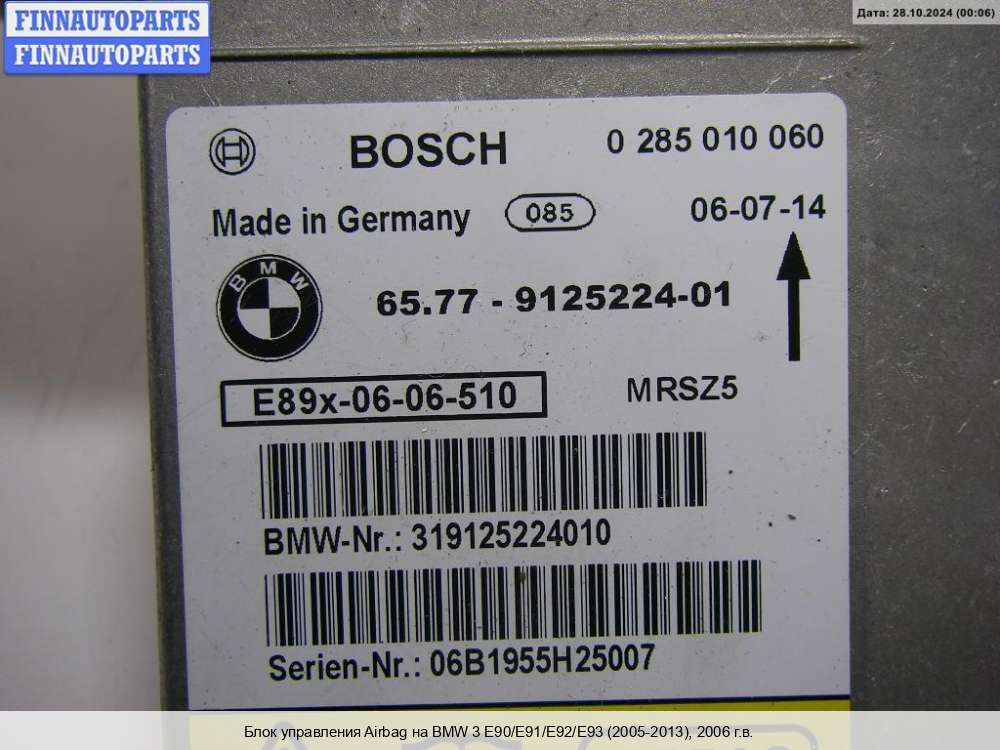 FINNAUTOPARTS
FINNAUTOPARTS
Дата: 28.10.2024 (00:06)
BOSCH 0 285 010 060
Made in Germany 085 06-07-14
BMW 65.77 - 9125224-01
E89x-06-06-510 MRSZ5
BMW-Nr.: 319125224010
Serien-Nr.: 06B1955H25007
Блок управления Airbag на BMW 3 E90/E91/E92/E93 (2005-2013), 2006 г.в.